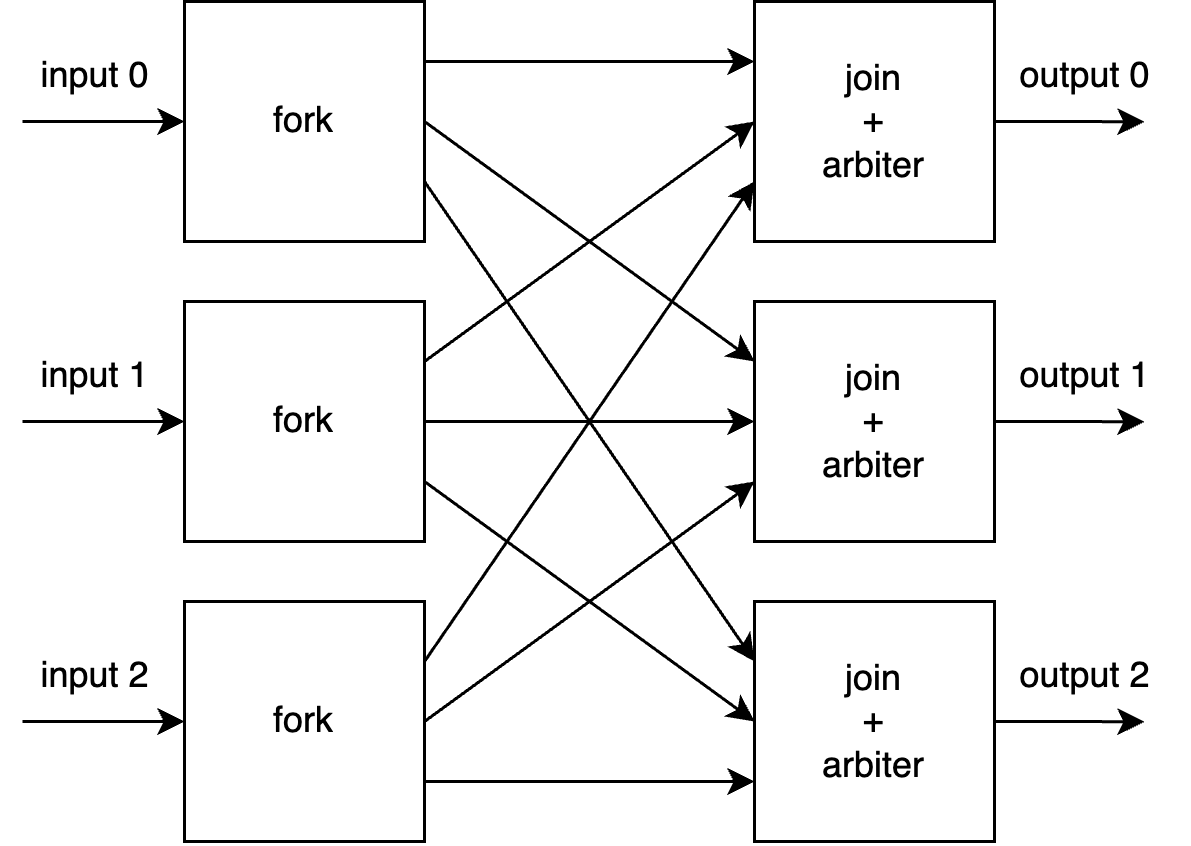 input 0
fork
join
+
arbiter
output 0
input 1
fork
join
+
arbiter
output 1
input 2
fork
join
+
arbiter
output 2